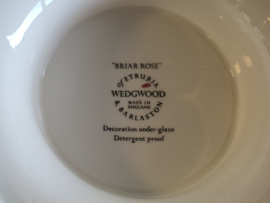 "BRIAR ROSE"
OF ETRURIA
WEDGWOOD
MADE IN
ENGLAND
& BARLASTON
Decoration under-glaze
Detergent proof